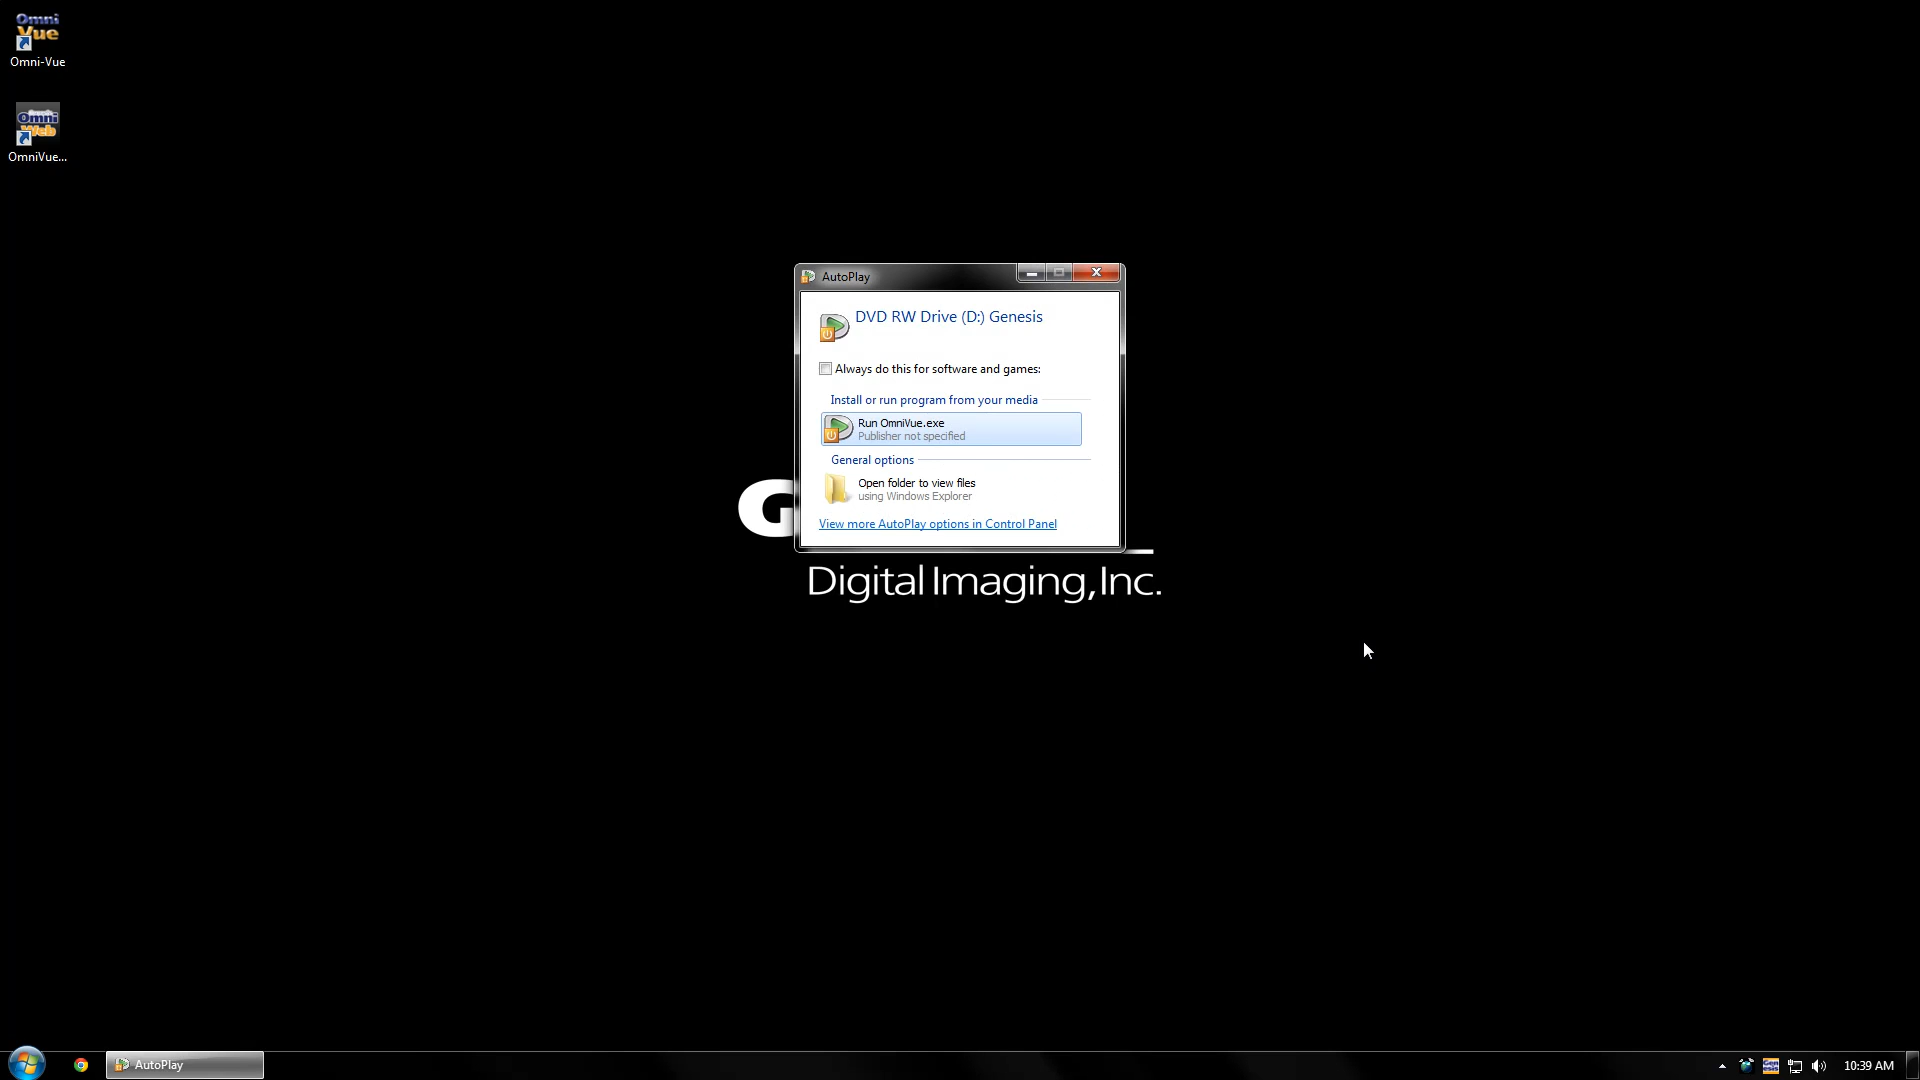 Omni
Vue
Omni-Vue
Omni
Web
OmniVue...
AutoPlay
DVD RW Drive (D:) Genesis
Always do this for software and games:
Install or run program from your media
Run OmniVue.exe
Publisher not specified
General options
Open folder to view files
using Windows Explorer
View more AutoPlay options in Control Panel
G
Digital Imaging, Inc.
AutoPlay
10:39 AM